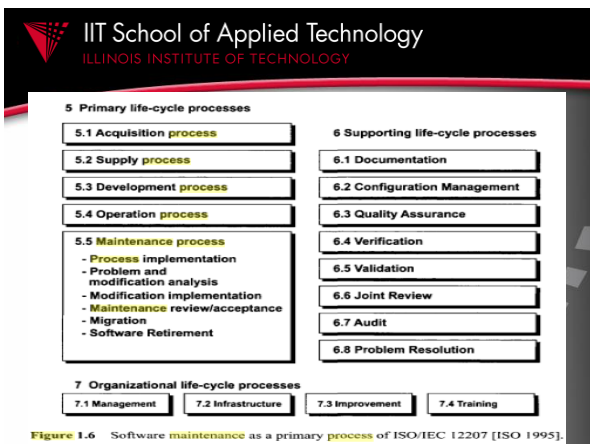 IIT School of Applied Technology
ILLINOIS INSTITUTE OF TECHNOLOGY
5 Primary life-cycle processes
5.1 Acquisition process
5.2 Supply process
5.3 Development process
5.4 Operation process
5.5 Maintenance process
- Process implementation
- Problem and
modification analysis
- Modification implementation
- Maintenance review/acceptance
- Migration
- Software Retirement
6 Supporting life-cycle processes
6.1 Documentation
6.2 Configuration Management
6.3 Quality Assurance
6.4 Verification
6.5 Validation
6.6 Joint Review
6.7 Audit
6.8 Problem Resolution
7 Organizational life-cycle processes
7.1 Management
7.2 Infrastructure
7.3 Improvement
7.4 Training
Figure 1.6 Software maintenance as a primary process of ISO/IEC 12207 [ISO 1995].